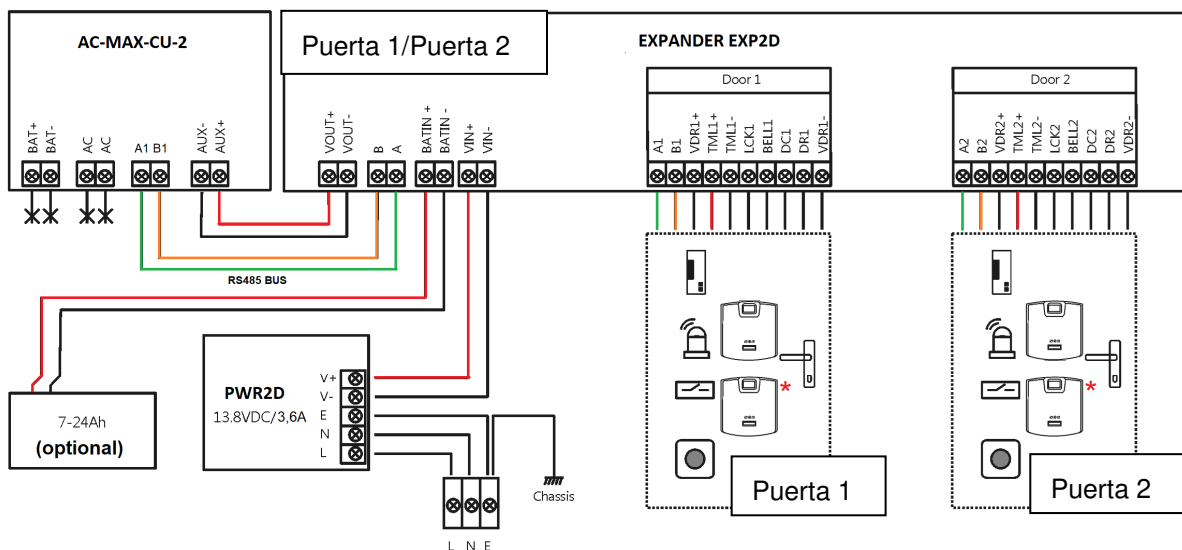 AC-MAX-CU-2
Puerta 1/Puerta 2
EXPANDER EXP2D
Door 1
Door 2
BAT+
BAT-
AC
AC
A1
B1
AUX-
AUX+
VOUT+
VOUT-
B
A
BATIN +
BATIN -
VIN+
VIN-
A1
B1
VDR1+
TML1+
TML1-
LCK1
BELL1
DC1
DR1
VDR1-
A2
B2
VDR2+
TML2+
TML2-
LCK2
BELL2
DC2
DR2
VDR2-
RS485 BUS
PWR2D
13.8VDC/3,6A
V+
V-
E
N
L
7-24Ah
(optional)
Chassis
L N E
*
*
Puerta 1
Puerta 2